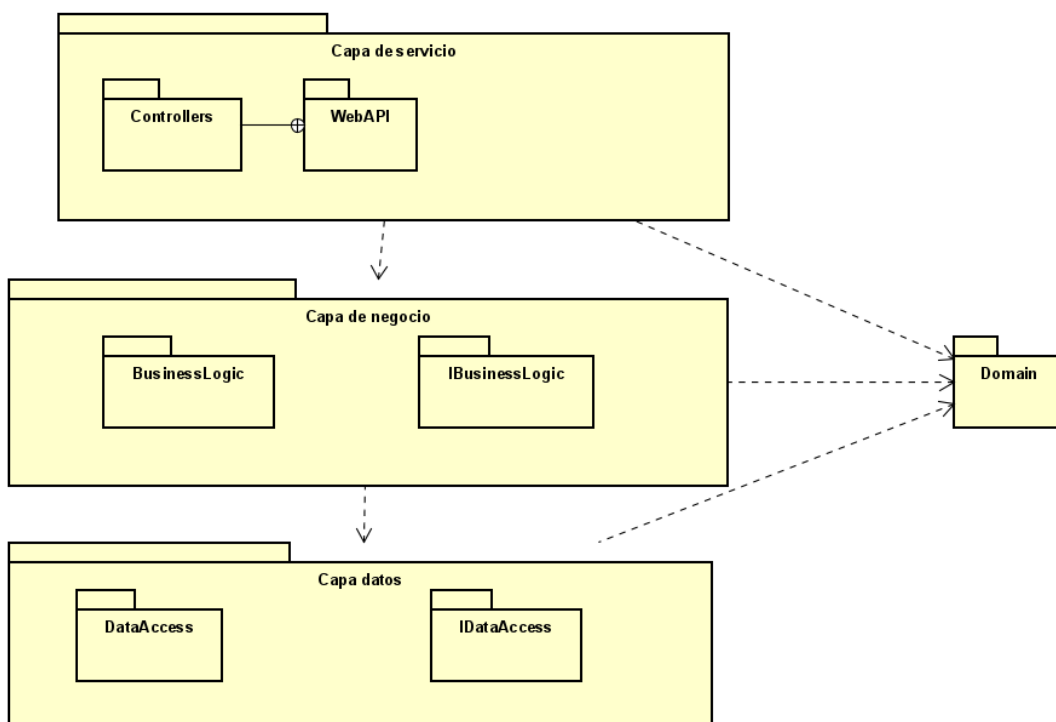 Capa de servicio
Controllers
WebAPI
Capa de negocio
BusinessLogic
IBusinessLogic
Domain
Capa datos
DataAccess
IDataAccess